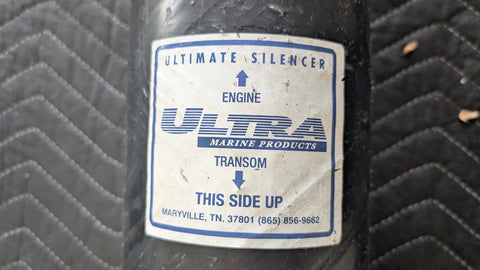 ULTIMATE SILENCER
ENGINE
ULTRA
MARINE PRODUCTS
TRANSOM
THIS SIDE UP
MARYVILLE, TN. 37801 (865) 856-9662